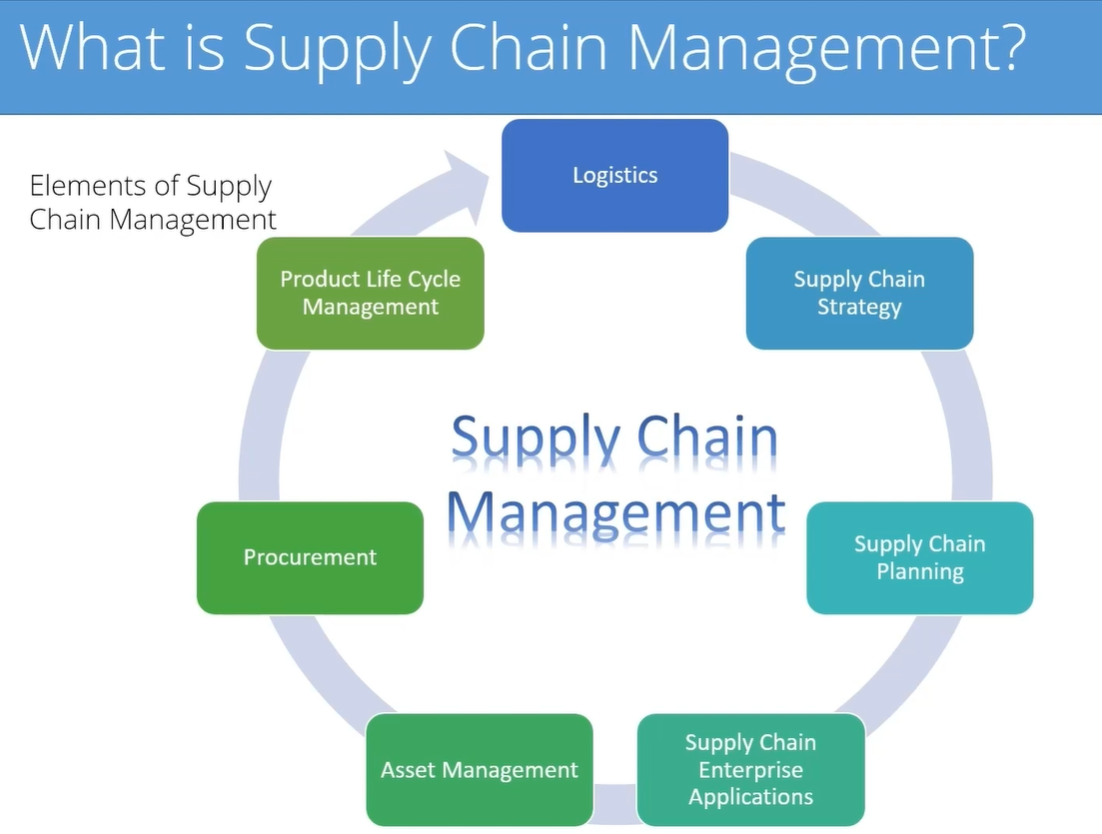 What is Supply Chain Management?
Elements of Supply
Chain Management
Logistics
Supply Chain
Strategy
Supply Chain
Planning
Supply Chain
Enterprise
Applications
Asset Management
Procurement
Product Life Cycle
Management
Supply Chain
Management